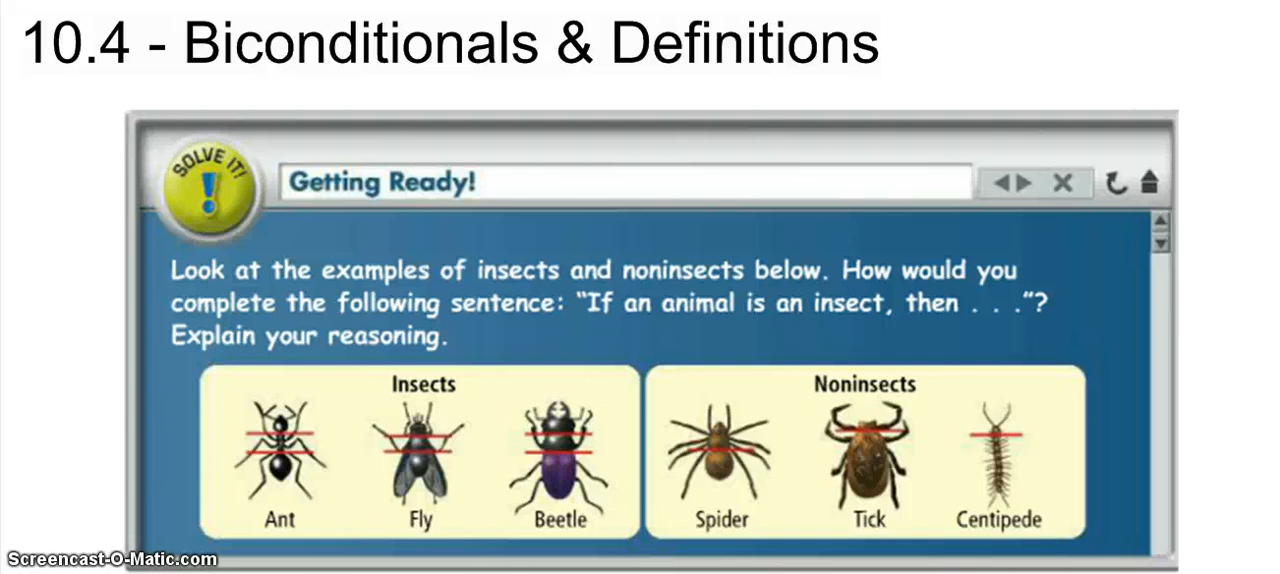 10.4 - Biconditionals & Definitions
SOLVE IT!
!
Getting Ready!
Look at the examples of insects and noninsects below. How would you
complete the following sentence: "If an animal is an insect, then . . ."?
Explain your reasoning.
Insects
Noninsects
Ant
Fly
Beetle
Spider
Tick
Centipede
Screencast-O-Matic.com